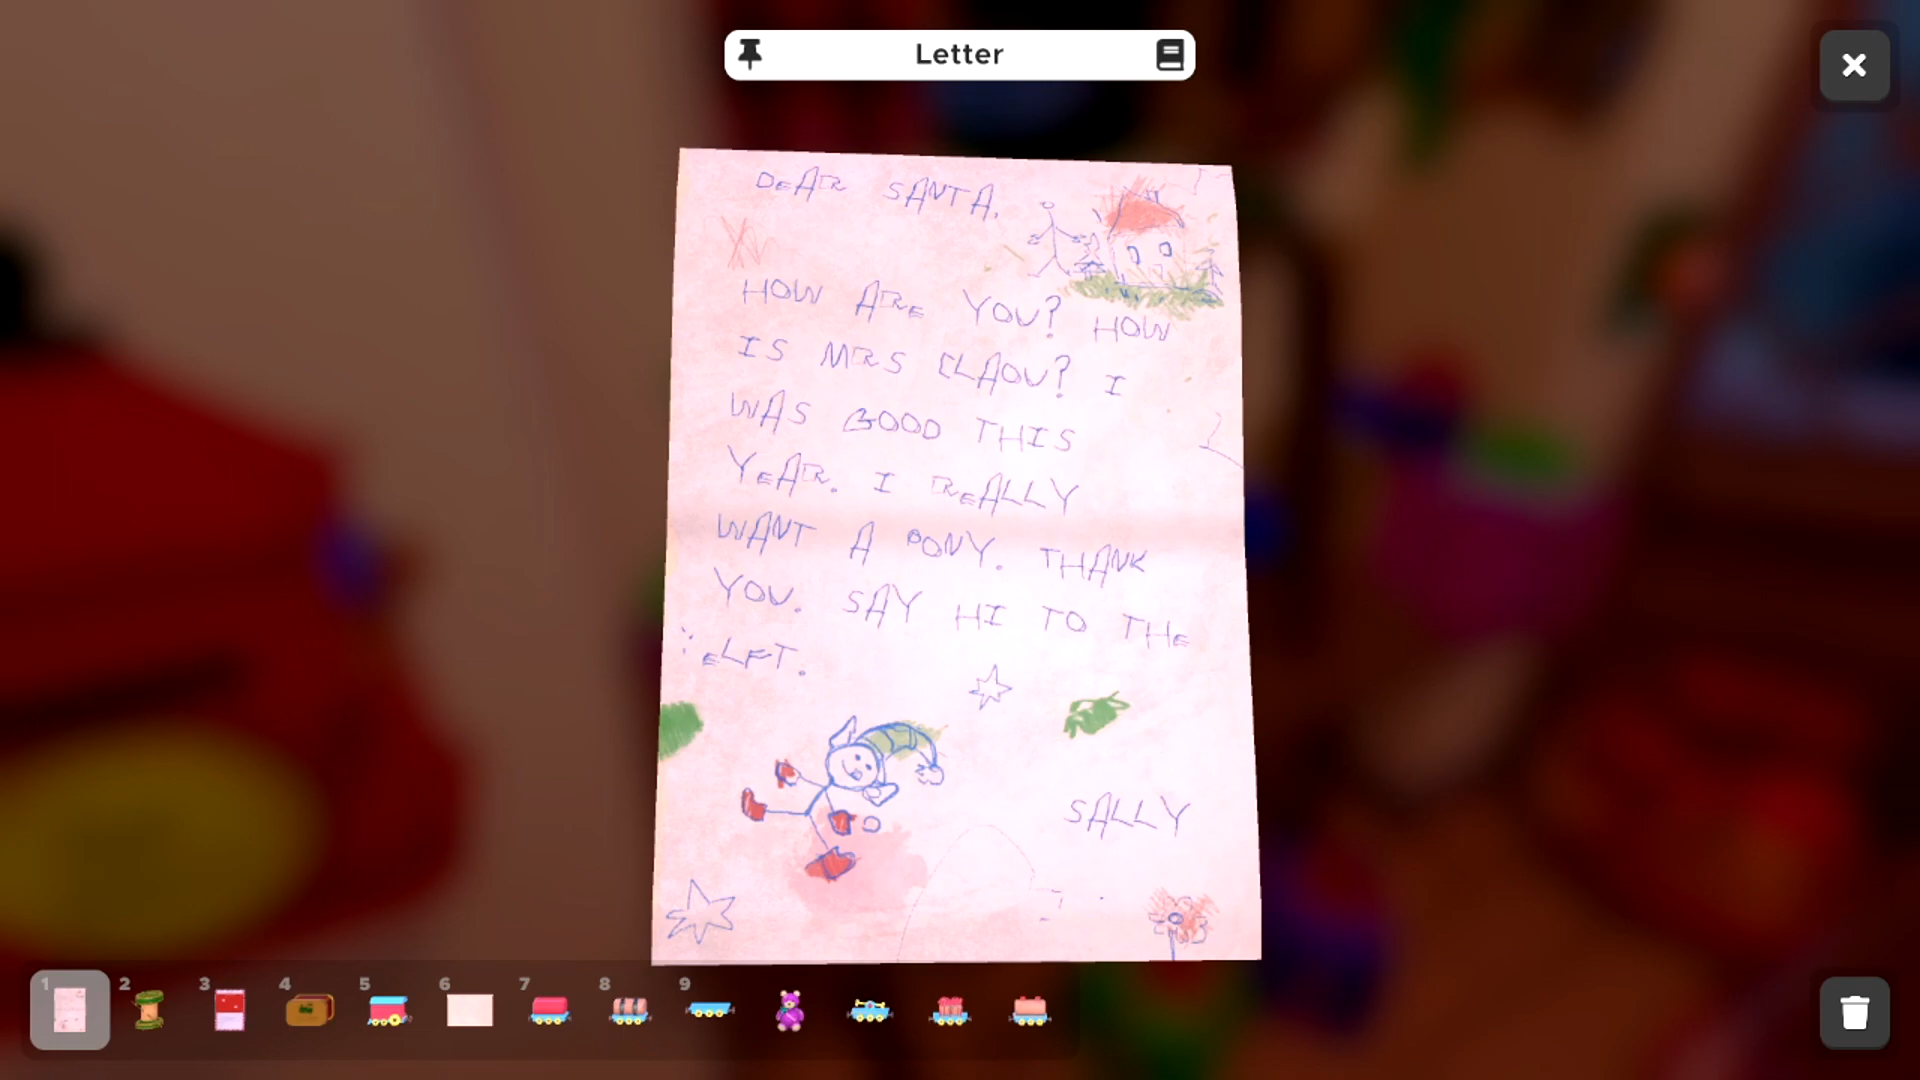 Letter
DEAR SANTA,
HOW ARE YOU? HOW
IS MRS CLAOU? I
WAS GOOD THIS
YEAR. I REALLY
WANT A PONY. THANK
YOU. SAY HI TO THE
ELFT.
SALLY
1 2 3 4 5 6 7 8 9